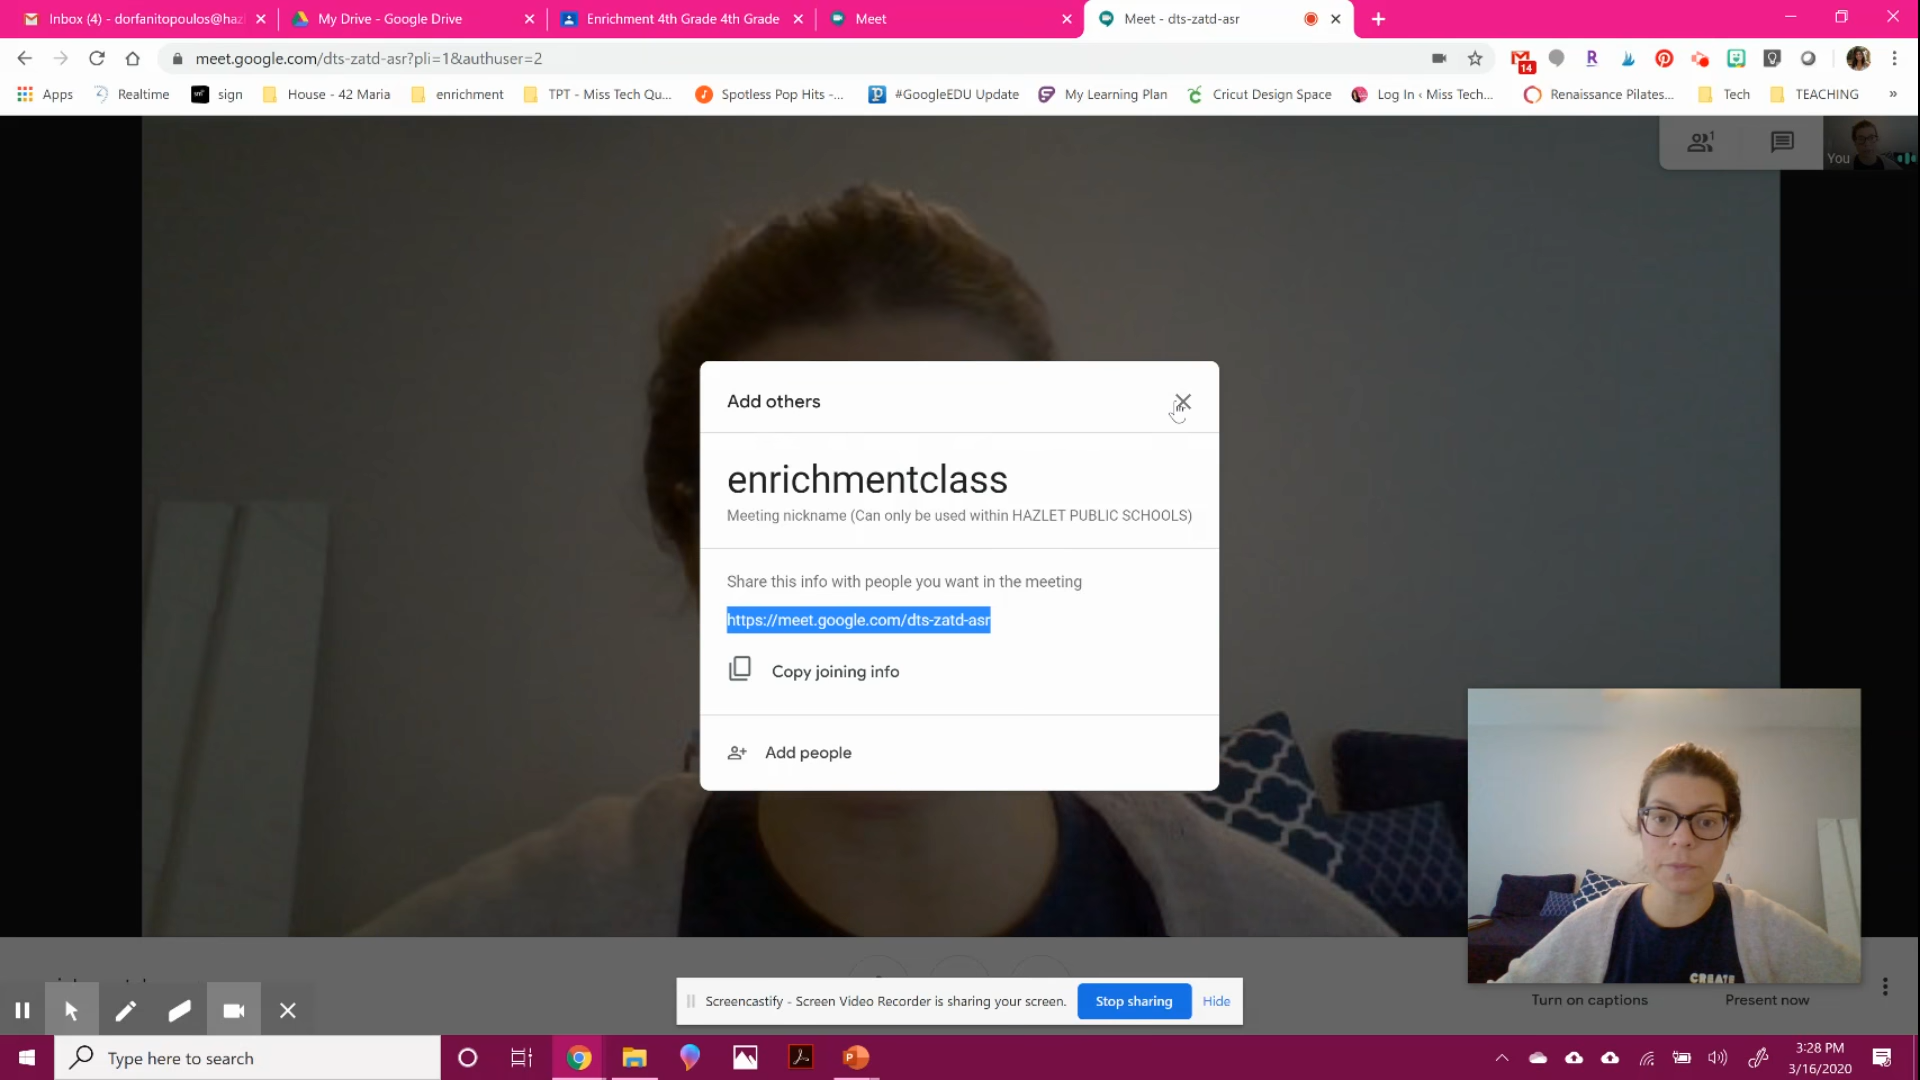 Inbox (4) - dorfanitopoulos@haz
My Drive - Google Drive
Enrichment 4th Grade 4th Grade
Meet
Meet - dts-zatd-asr
meet.google.com/dts-zatd-asr?pli=1&authuser=2
14
Apps
Realtime
sign
House - 42 Maria
enrichment
TPT - Miss Tech Qu...
Spotless Pop Hits -...
#GoogleEDU Update
My Learning Plan
Cricut Design Space
Log In ‹ Miss Tech...
Renaissance Pilates...
Tech
TEACHING
»
1
You
Add others
enrichmentclass
Meeting nickname (Can only be used within HAZLET PUBLIC SCHOOLS)
Share this info with people you want in the meeting
https://meet.google.com/dts-zatd-asr
Copy joining info
Add people
CREATE
Screencastify - Screen Video Recorder is sharing your screen.
Stop sharing
Hide
Turn on captions
Present now
Type here to search
3:28 PM
3/16/2020